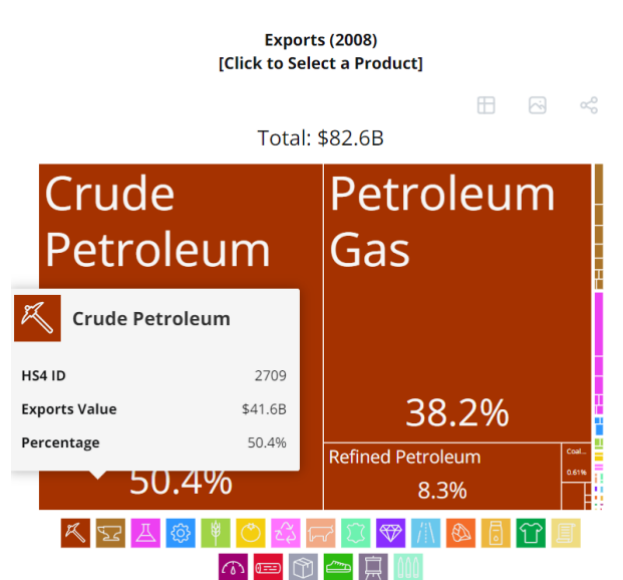 Exports (2008)
[Click to Select a Product]
Total: $82.6B
Crude
Petroleum
Petroleum
Gas
Crude Petroleum
HS4 ID 2709
Exports Value $41.6B
Percentage 50.4%
50.4%
38.2%
Refined Petroleum
8.3%
Coal...
0.61%